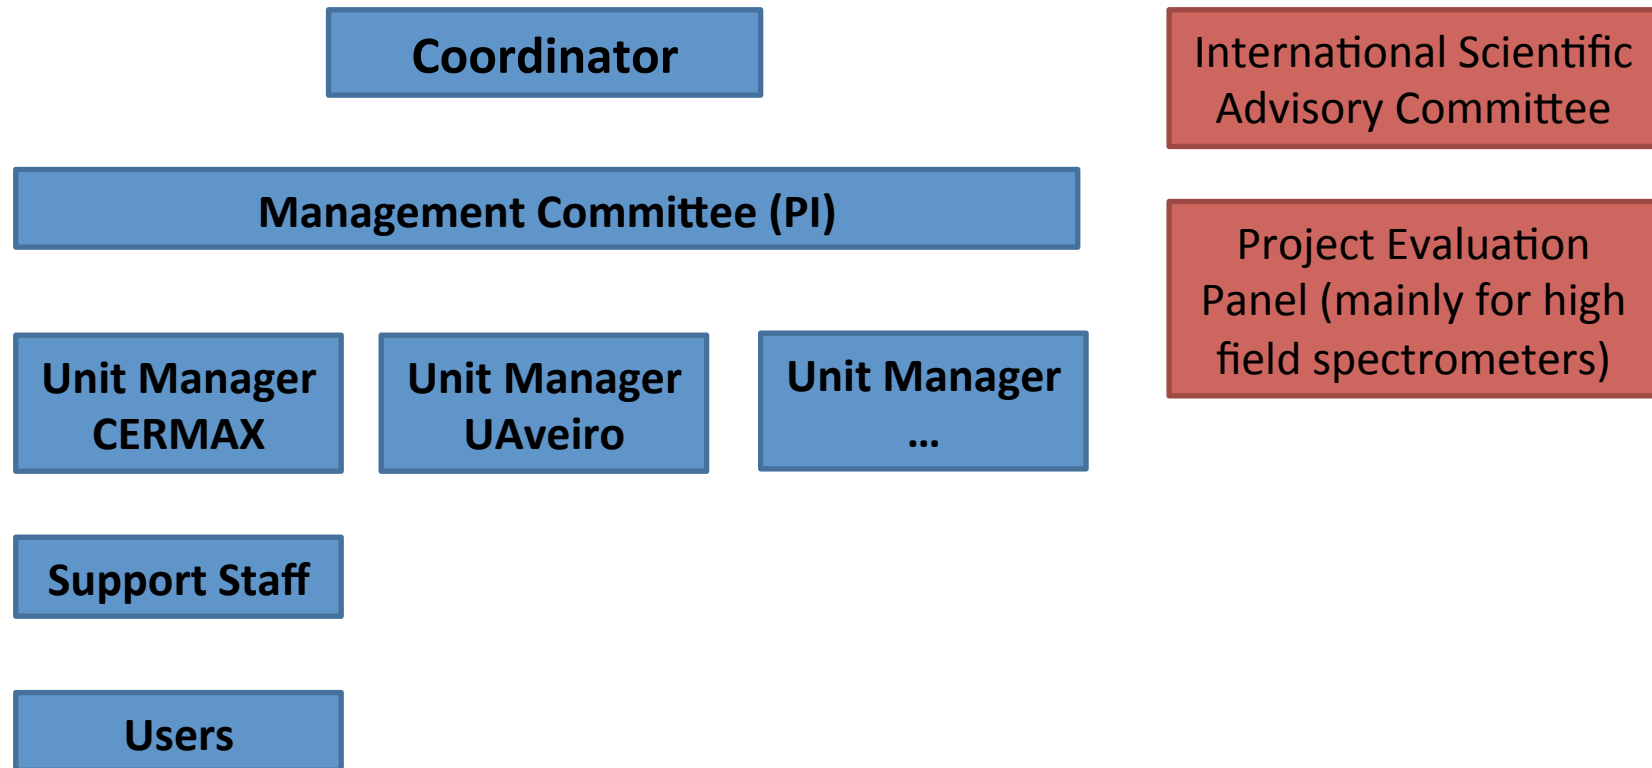 Coordinator
Management Committee (PI)
Unit Manager
CERMAX
Unit Manager
UAveiro
Unit Manager
...
Support Staff
Users
International Scientific
Advisory Committee
Project Evaluation
Panel (mainly for high
field spectrometers)